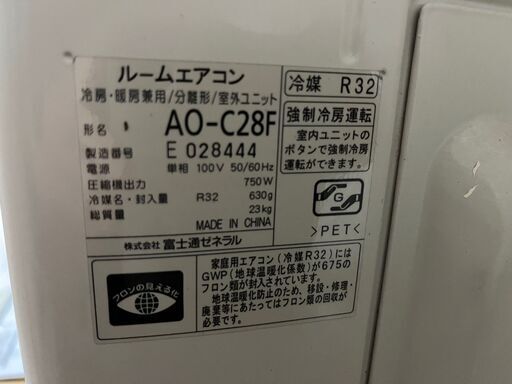 ルームエアコン
冷房・暖房兼用/分離形/室外ユニット
形名 AO-C28F
製造番号 E 028444
電源 単相 100V 50/60Hz
圧縮機出力 750W
冷媒名・封入量 R32 630g
総質量 23kg
MADE IN CHINA
株式会社 富士通ゼネラル
冷媒 R32
強制冷房運転
室内ユニットの
ボタンで強制冷房
運転ができます。
G
>PET<
フロンの見える化
家庭用エアコン(冷媒R32)には
GWP(地球温暖化係数)が675の
フロン類が封入されています。
地球温暖化防止のため、移設・修理・
廃棄等にあたってはフロン類の回収が
必要です。